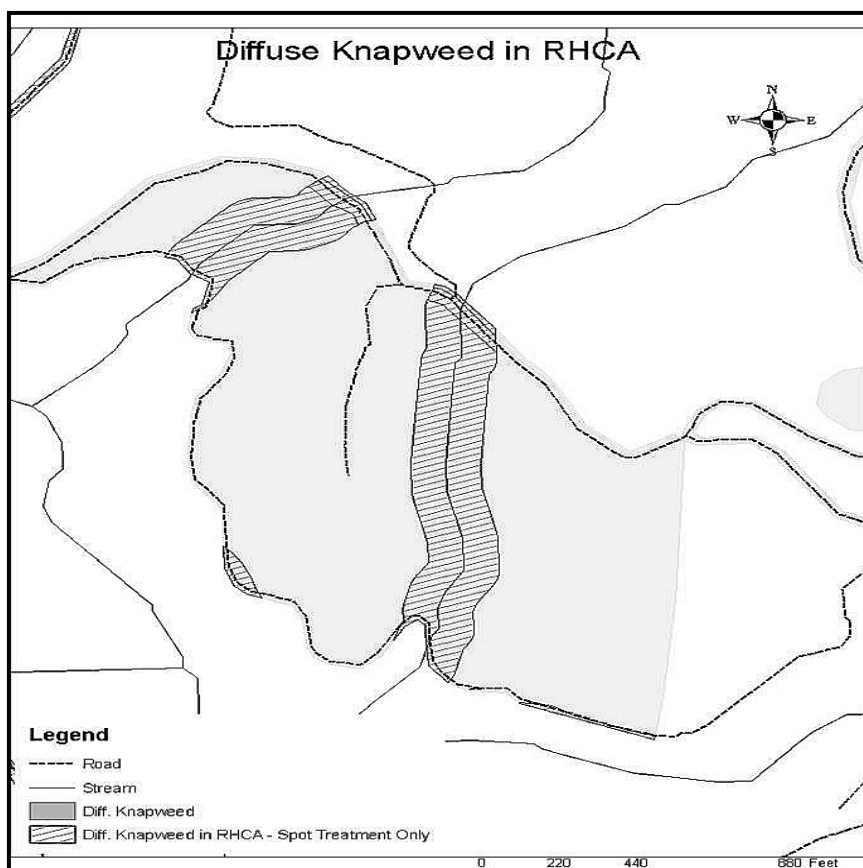 Diffuse Knapweed in RHCA
N
W E
S
Legend
Road
Stream
Diff. Knapweed
Diff. Knapweed in RHCA - Spot Treatment Only
0 220 440 880 Feet